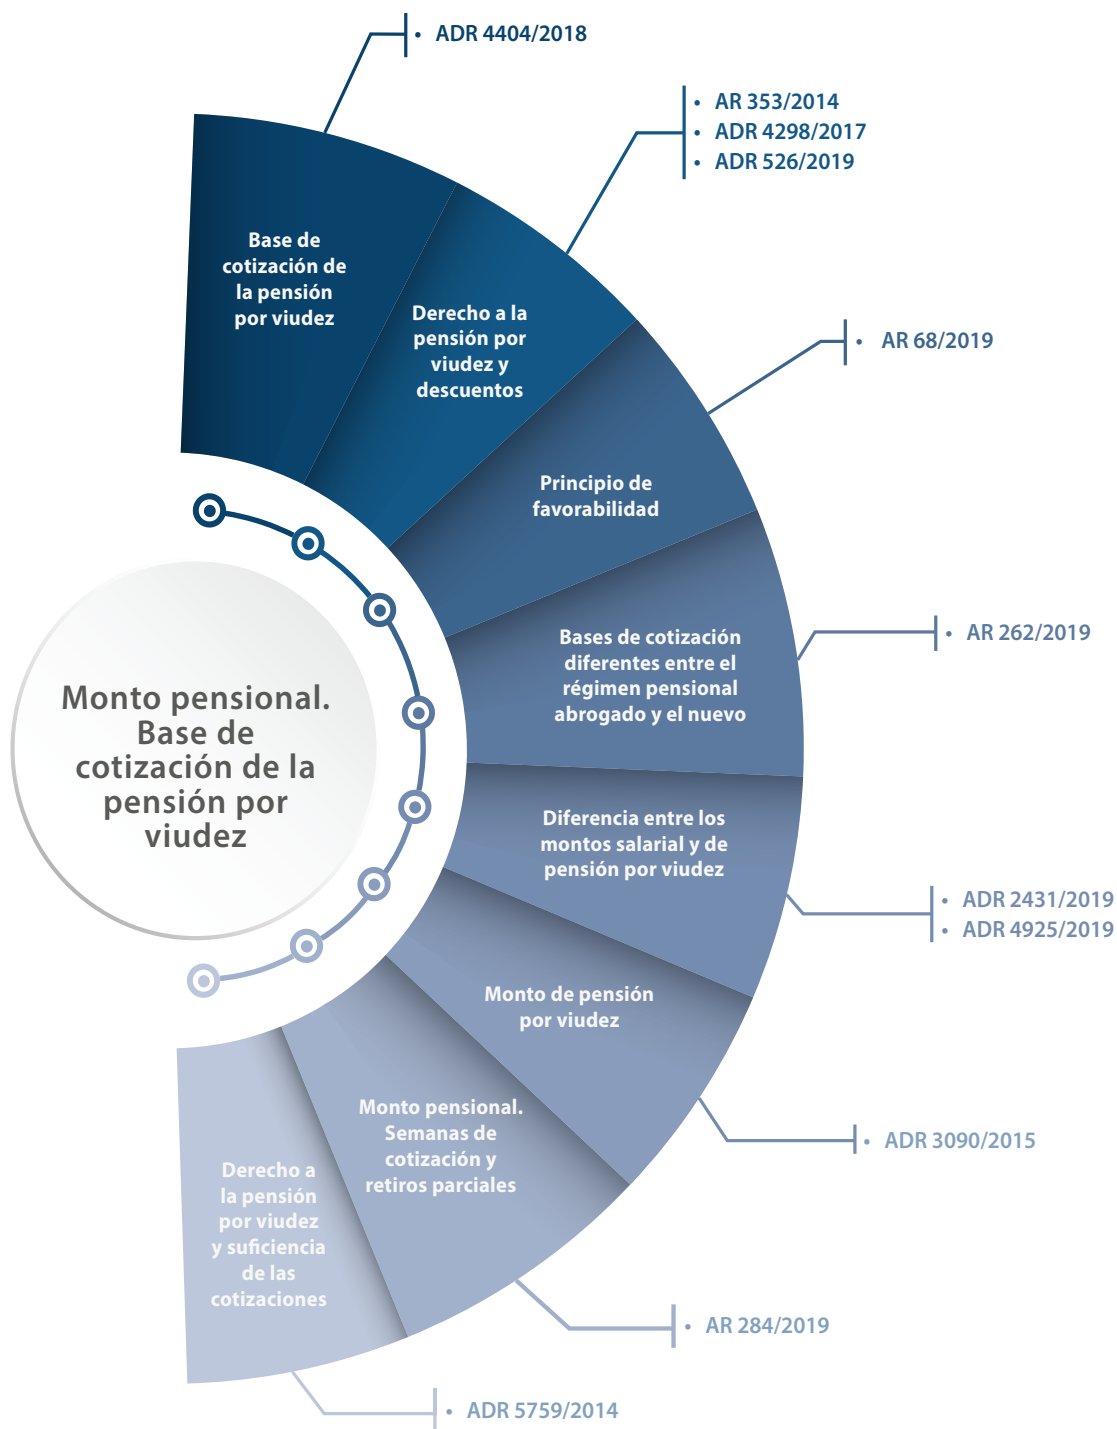 • ADR 4404/2018
• AR 353/2014
• ADR 4298/2017
• ADR 526/2019
Base de
cotización de
la pensión
por viudez
Derecho a la
pensión por
viudez y
descuentos
• AR 68/2019
Principio de
favorabilidad
Bases de cotización
diferentes entre el
régimen pensional
abrogado y el nuevo
• AR 262/2019
Monto pensional.
Base de
cotización de la
pensión por
viudez
Diferencia entre los
montos salarial y de
pensión por viudez
• ADR 2431/2019
• ADR 4925/2019
Monto de pensión
por viudez
• ADR 3090/2015
Monto pensional.
Semanas de
cotización y
retiros parciales
• AR 284/2019
Derecho a
la pensión
por viudez
y suficiencia
de las
cotizaciones
• ADR 5759/2014